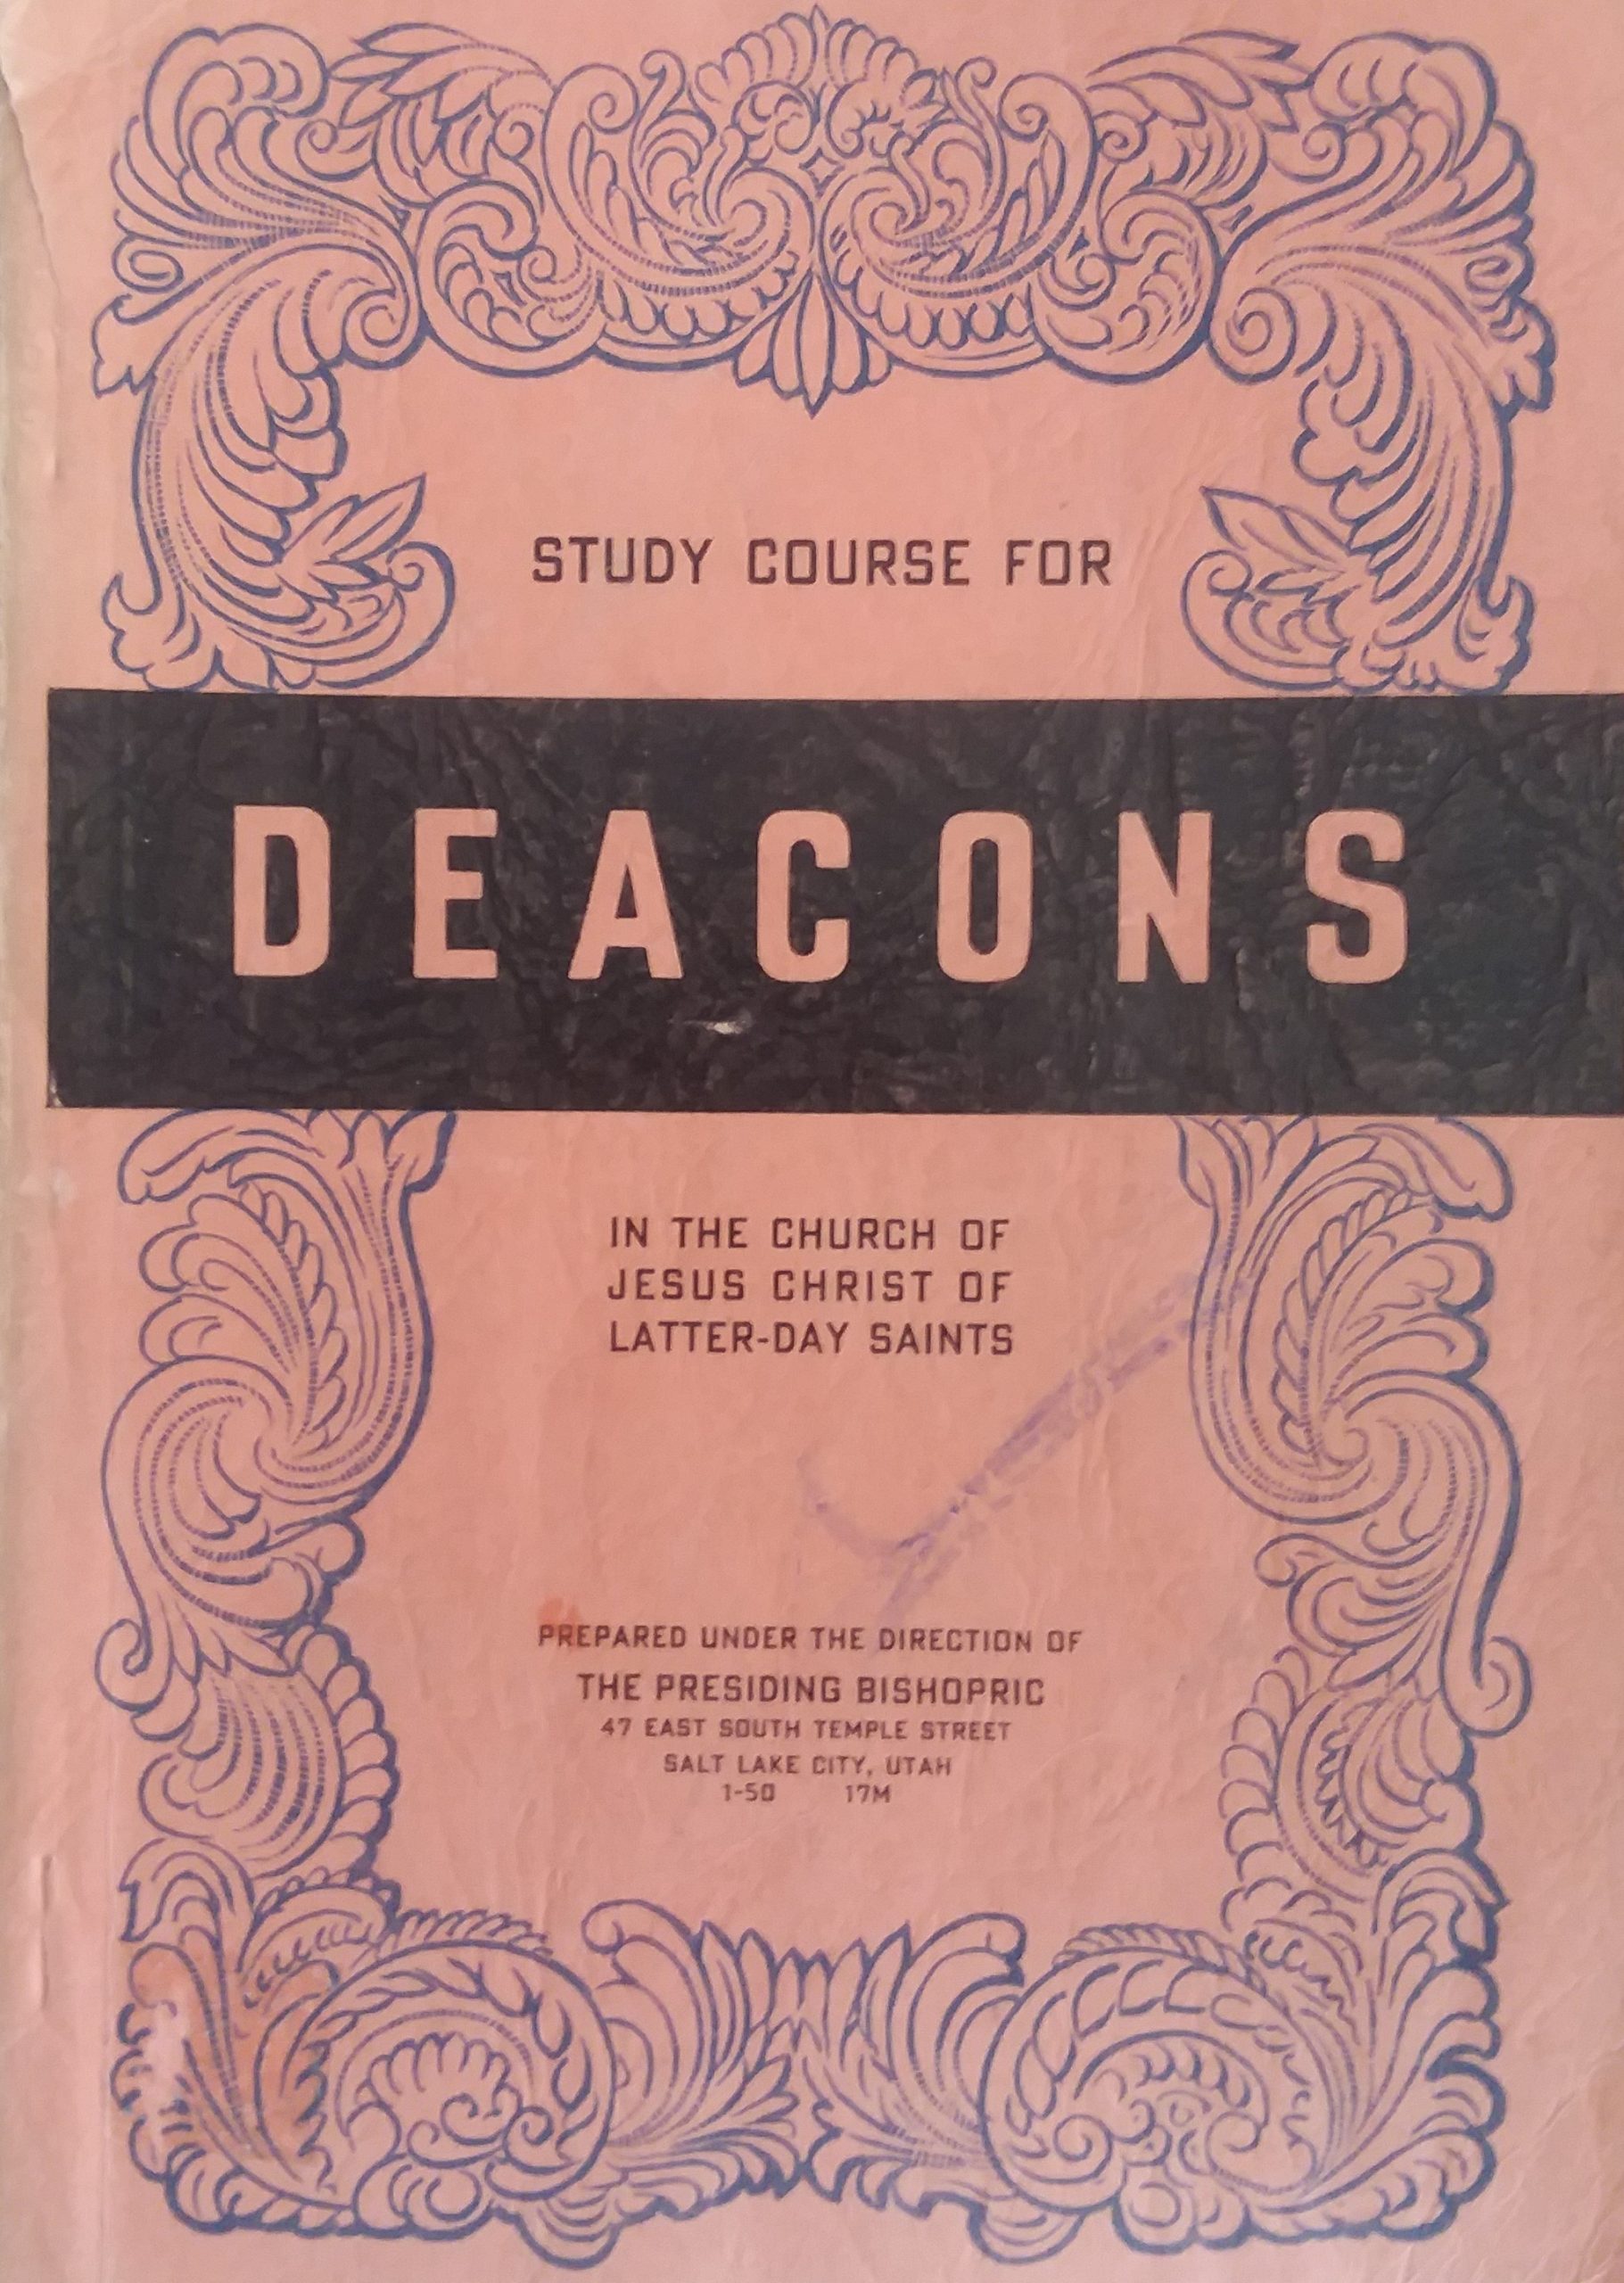 STUDY COURSE FOR
DEACONS
IN THE CHURCH OF
JESUS CHRIST OF
LATTER-DAY SAINTS
PREPARED UNDER THE DIRECTION OF
THE PRESIDING BISHOPRIC
47 EAST SOUTH TEMPLE STREET
SALT LAKE CITY, UTAH
1-50 17M